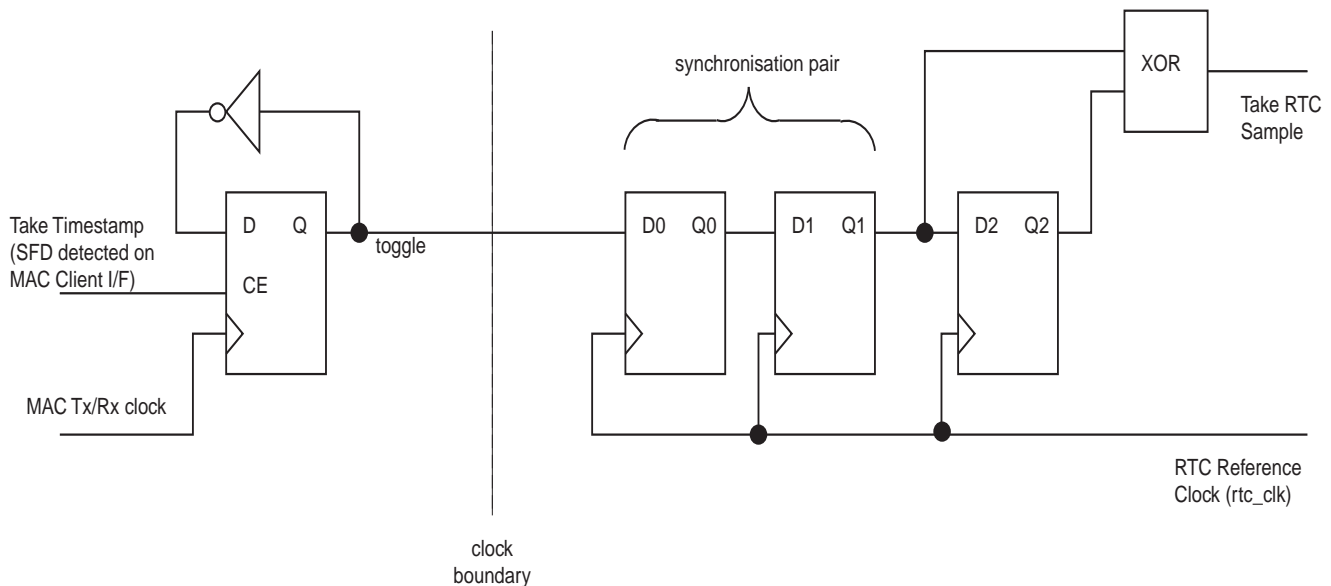 synchronisation pair
XOR
Take RTC
Sample
Take Timestamp
(SFD detected on
MAC Client I/F)
D Q
CE
toggle
D0 Q0
D1 Q1
D2 Q2
MAC Tx/Rx clock
RTC Reference
Clock (rtc_clk)
clock
boundary